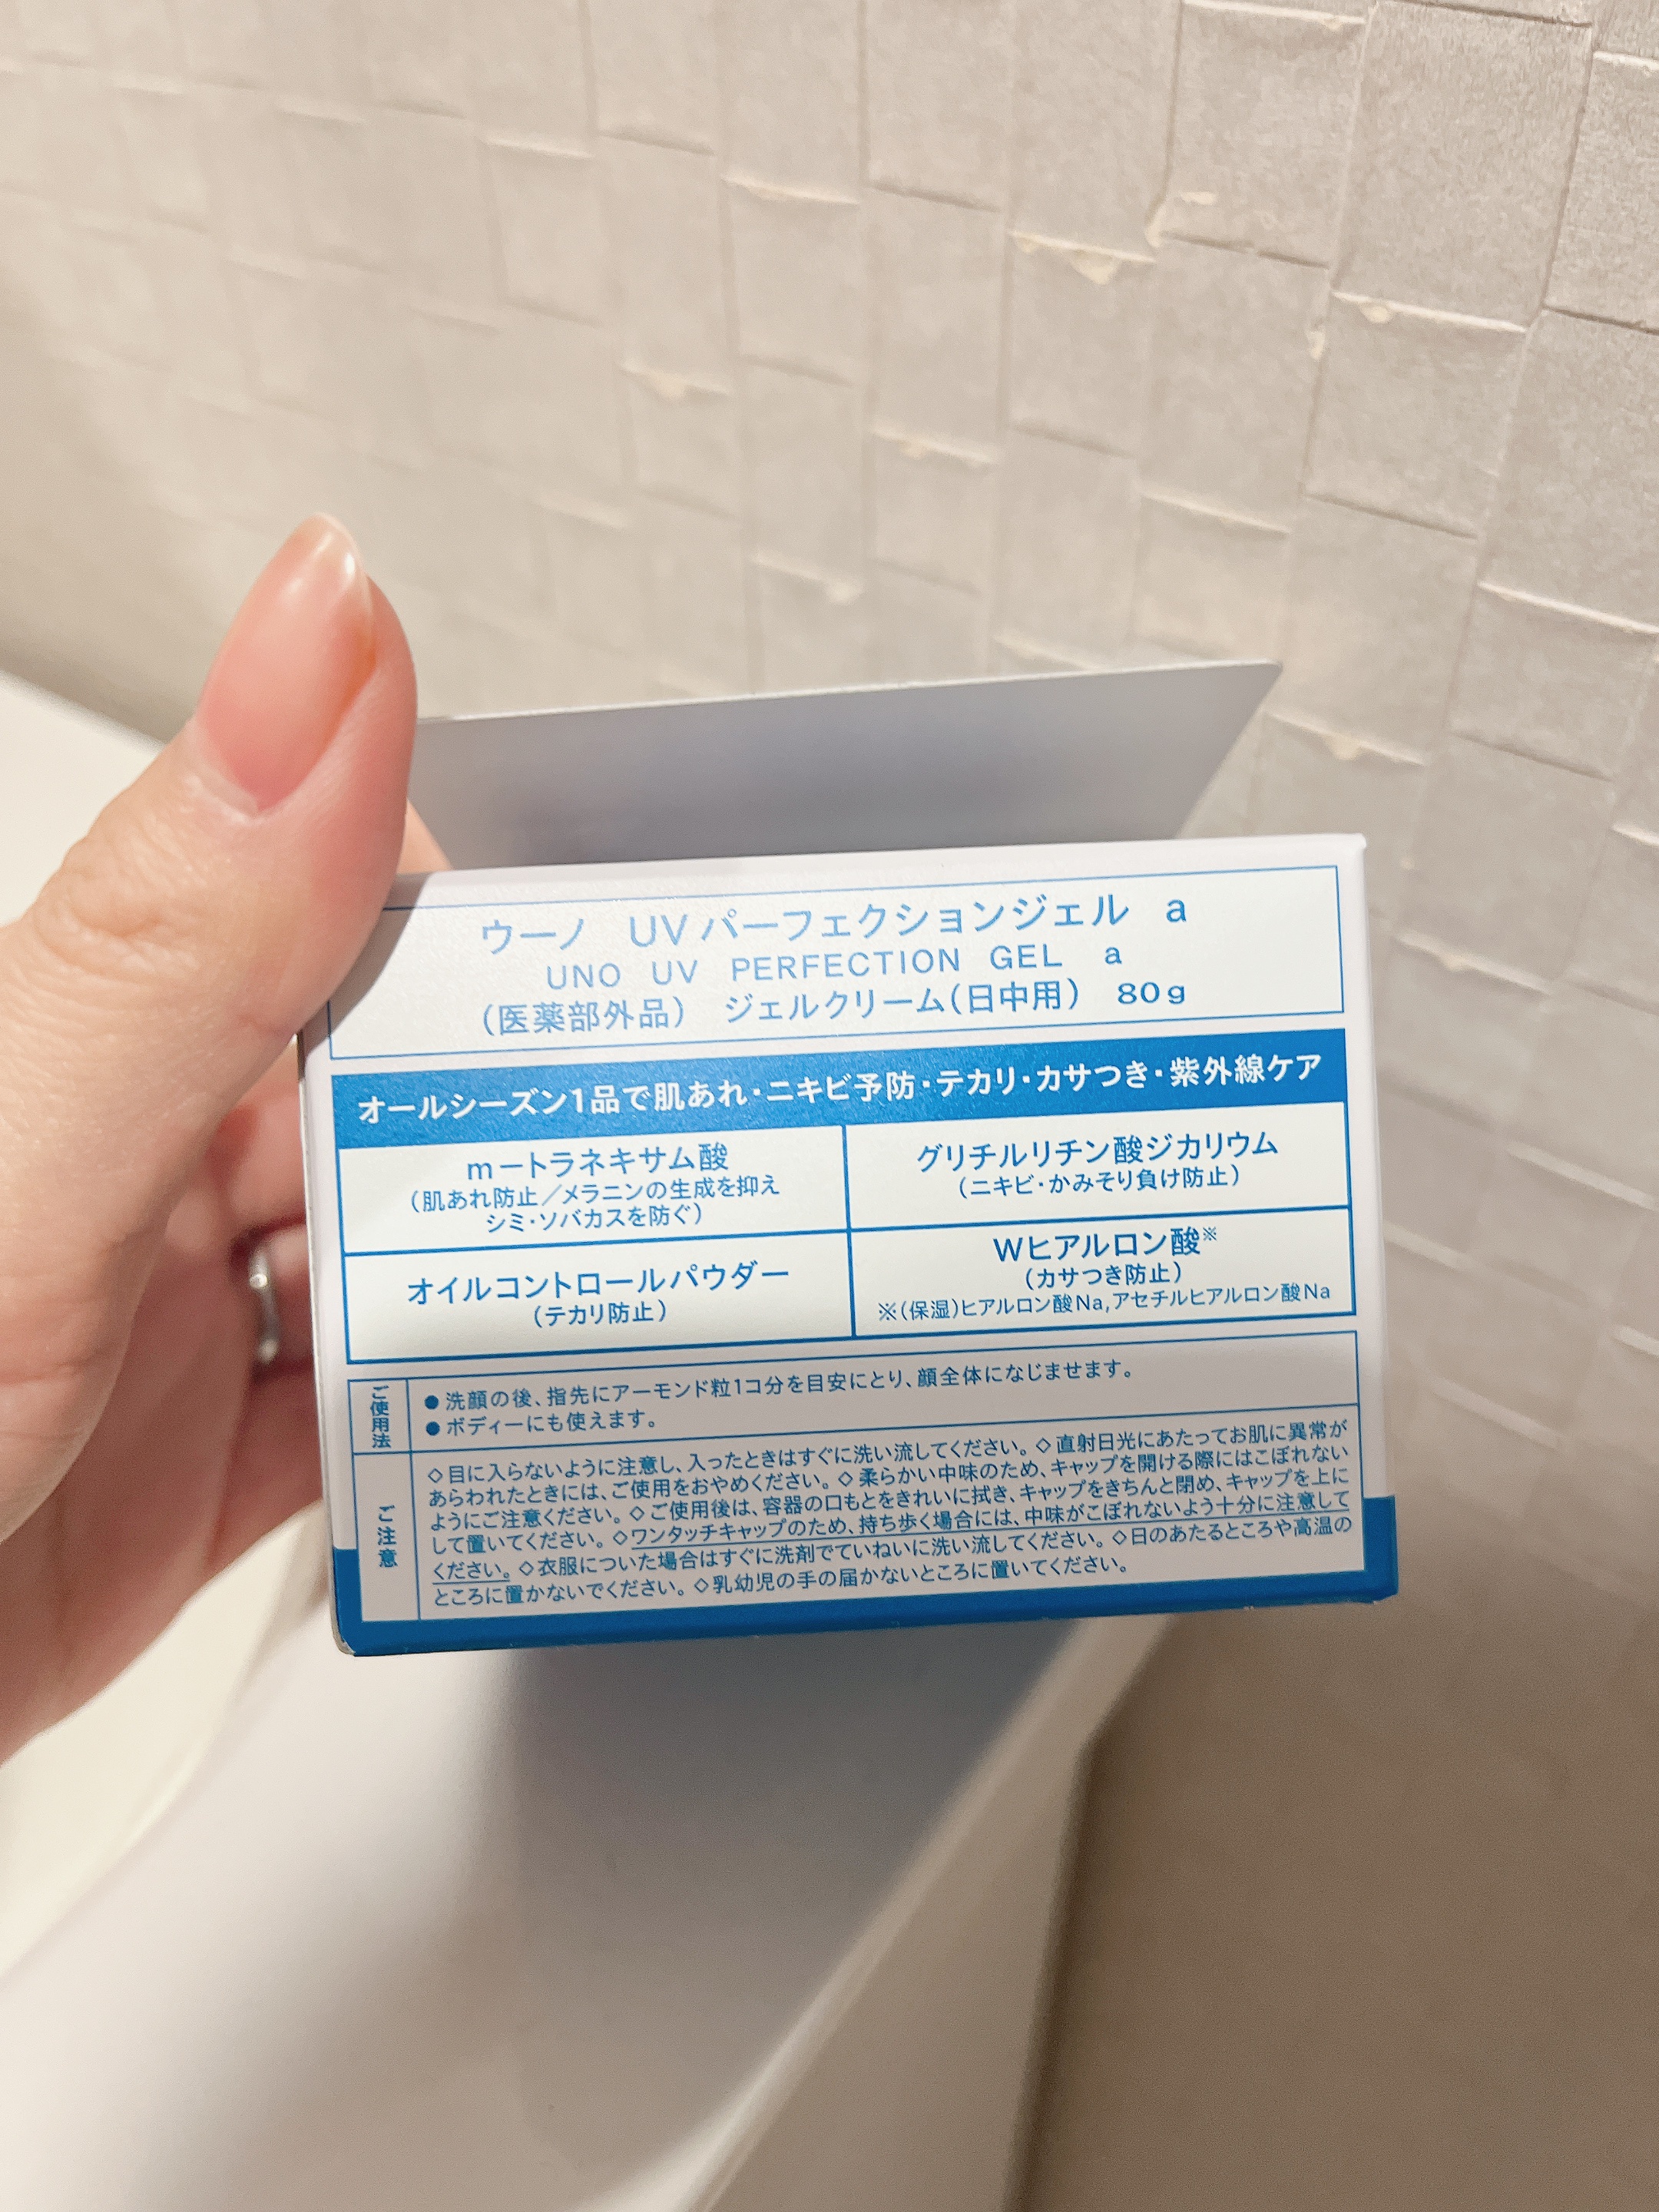 ウーノ UVパーフェクションジェル a
UNO UV PERFECTION GEL a
（医薬部外品） ジェルクリーム（日中用） 80g
オールシーズン1品で肌あれ・ニキビ予防・テカリ・カサつき・紫外線ケア
m−トラネキサム酸
（肌あれ防止／メラニンの生成を抑え
シミ・ソバカスを防ぐ）
グリチルリチン酸ジカリウム
（ニキビ・かみそり負け防止）
オイルコントロールパウダー
（テカリ防止）
Wヒアルロン酸※
（カサつき防止）
※（保湿）ヒアルロン酸Na,アセチルヒアルロン酸Na
ご使用法
●洗顔の後、指先にアーモンド粒1コ分を目安にとり、顔全体になじませます。
●ボディーにも使えます。
ご注意
◇目に入らないように注意し、入ったときはすぐに洗い流してください。◇直射日光にあたってお肌に異常が
あらわれたときには、ご使用をおやめください。◇柔らかい中味のため、キャップを開ける際にはこぼれない
ようにご注意ください。◇ご使用後は、容器の口もとをきれいに拭き、キャップをきちんと閉め、キャップを上に
して置いてください。◇ワンタッチキャップのため、持ち歩く場合には、中味がこぼれないよう十分に注意して
ください。◇衣服についた場合はすぐに洗剤でていねいに洗い流してください。◇日のあたるところや高温の
ところに置かないでください。◇乳幼児の手の届かないところに置いてください。